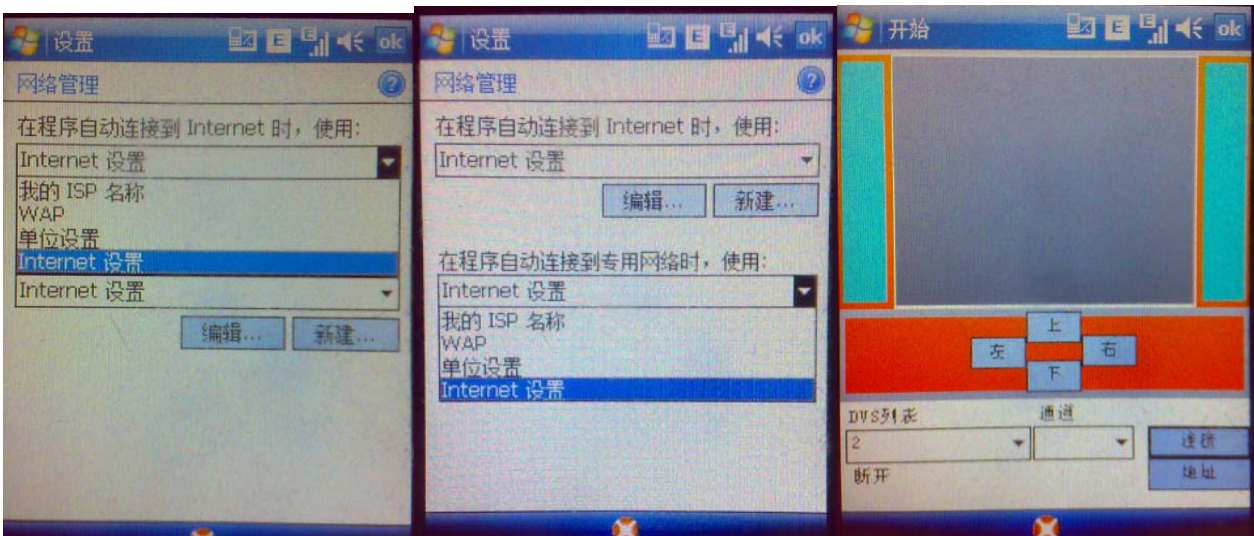 设置
E
E
ok
网络管理
?
在程序自动连接到 Internet 时，使用:
Internet 设置
我的 ISP 名称
WAP
单位设置
Internet 设置
Internet 设置
编辑...
新建...
设置
E
E
ok
网络管理
?
在程序自动连接到 Internet 时，使用:
Internet 设置
编辑...
新建...
在程序自动连接到专用网络时，使用:
Internet 设置
我的 ISP 名称
WAP
单位设置
Internet 设置
开始
E
E
ok
上
左
右
下
DVS列表
通道
2
连接
断开
地址